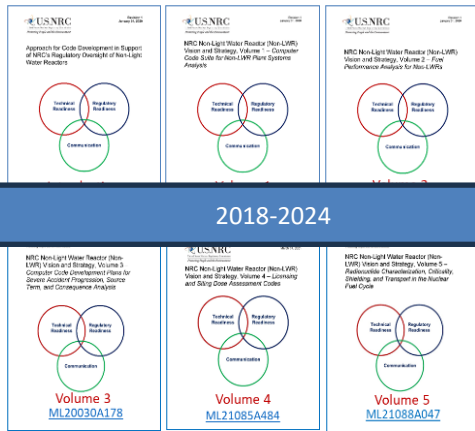 U.S.NRC
Approach for Code Development in Support
of NRC's Regulatory Oversight of Non-Light
Water Reactors
Technical
Readiness
Regulatory
Readiness
Communication
U.S.NRC
NRC Non-Light Water Reactor (Non-LWR)
Vision and Strategy, Volume 1 – Computer
Code Suite for Non-LWR Plant Systems
Analysis
Technical
Readiness
Regulatory
Readiness
Communication
U.S.NRC
NRC Non-Light Water Reactor (Non-LWR)
Vision and Strategy, Volume 2 – Fuel
Performance Analysis for Non-LWRs
Technical
Readiness
Regulatory
Readiness
Communication
2018-2024
NRC Non-Light Water Reactor (Non-
LWR) Vision and Strategy, Volume 3
Computer Code Development Plans for
Severe Accident Progression, Source
Term, and Consequence Analysis
Technical
Readiness
Regulatory
Readiness
Communication
Volume 3
ML20030A178
U.S.NRC
NRC Non-Light Water Reactor (Non-
LWR) Vision and Strategy, Volume 4 – Licensing
and Siting Dose Assessment Codes
Technical
Readiness
Regulatory
Readiness
Communication
Volume 4
ML21085A484
NRC Non-Light Water Reactor (Non-
LWR) Vision and Strategy, Volume 5 –
Radionuclide Characterization, Criticality,
Shielding, and Transport in the Nuclear
Fuel Cycle
Technical
Readiness
Regulatory
Readiness
Communication
Volume 5
ML21088A047